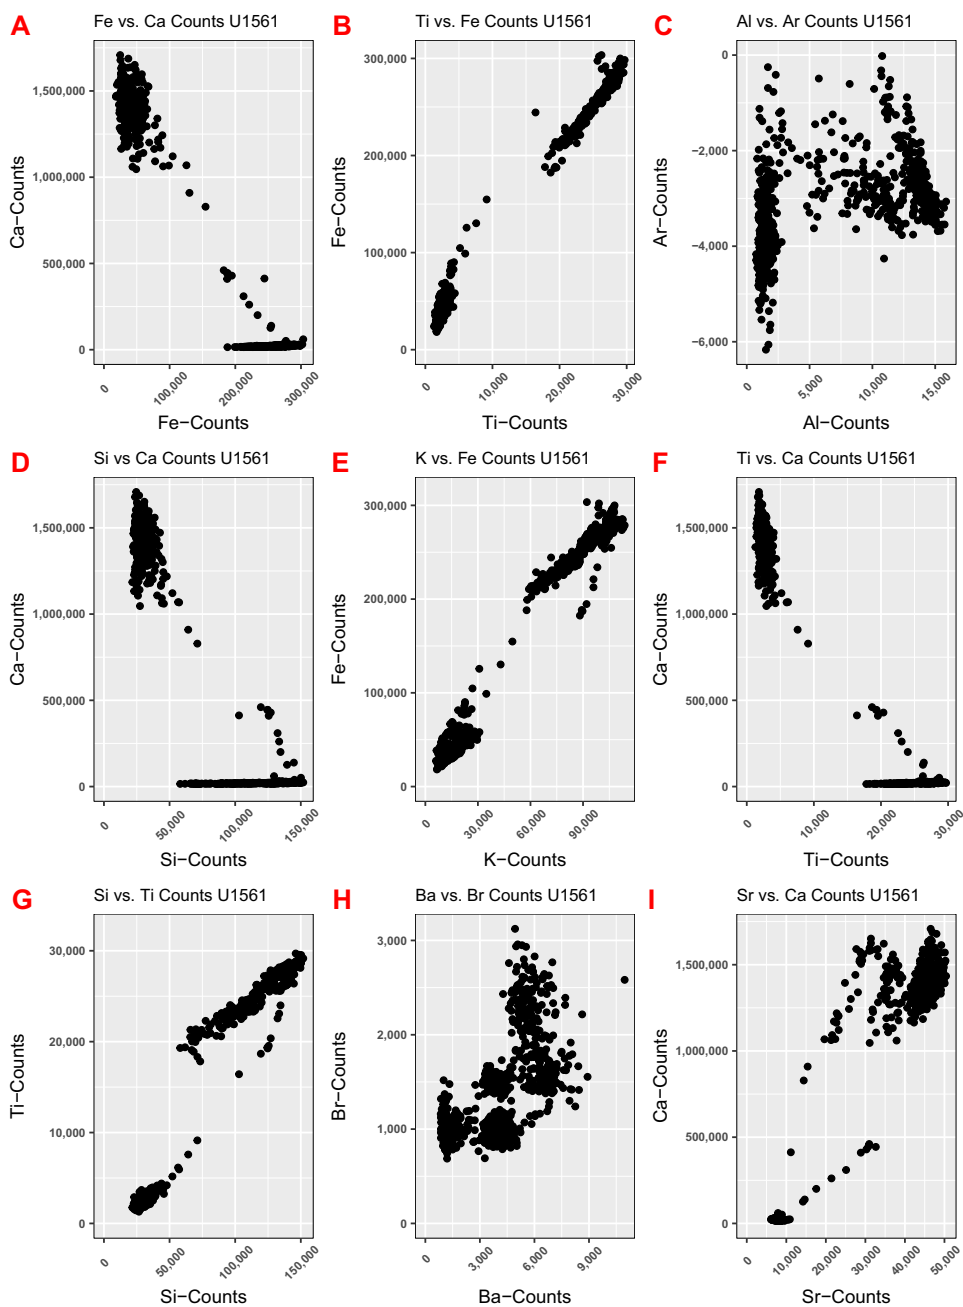 A Fe vs. Ca Counts U1561
Ca−Counts
1,500,000
1,000,000
500,000
0
0 100,000 200,000 300,000
Fe−Counts
B Ti vs. Fe Counts U1561
Fe−Counts
300,000
200,000
100,000
0
0 10,000 20,000 30,000
Ti−Counts
C Al vs. Ar Counts U1561
Ar−Counts
0
−2,000
−4,000
−6,000
0 5,000 10,000 15,000
Al−Counts
D Si vs Ca Counts U1561
Ca−Counts
1,500,000
1,000,000
500,000
0
0 50,000 100,000 150,000
Si−Counts
E K vs. Fe Counts U1561
Fe−Counts
300,000
200,000
100,000
0
0 30,000 60,000 90,000
K−Counts
F Ti vs. Ca Counts U1561
Ca−Counts
1,500,000
1,000,000
500,000
0
0 10,000 20,000 30,000
Ti−Counts
G Si vs. Ti Counts U1561
Ti−Counts
30,000
20,000
10,000
0
0 50,000 100,000 150,000
Si−Counts
H Ba vs. Br Counts U1561
Br−Counts
3,000
2,000
1,000
0
0 3,000 6,000 9,000
Ba−Counts
I Sr vs. Ca Counts U1561
Ca−Counts
1,500,000
1,000,000
500,000
0
0 10,000 20,000 30,000 40,000 50,000
Sr−Counts